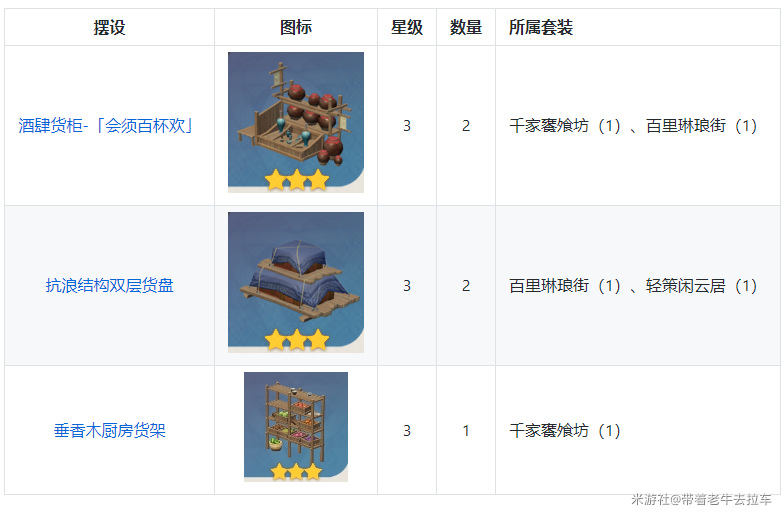 摆设 图标 星级 数量 所属套装
酒肆货柜-「会须百杯欢」 3 2 千家饔飧坊（1）、百里琳琅街（1）
抗浪结构双层货盘 3 2 百里琳琅街（1）、轻策闲云居（1）
垂香木厨房货架 3 1 千家饔飧坊（1）
米游社@带着老牛去拉车